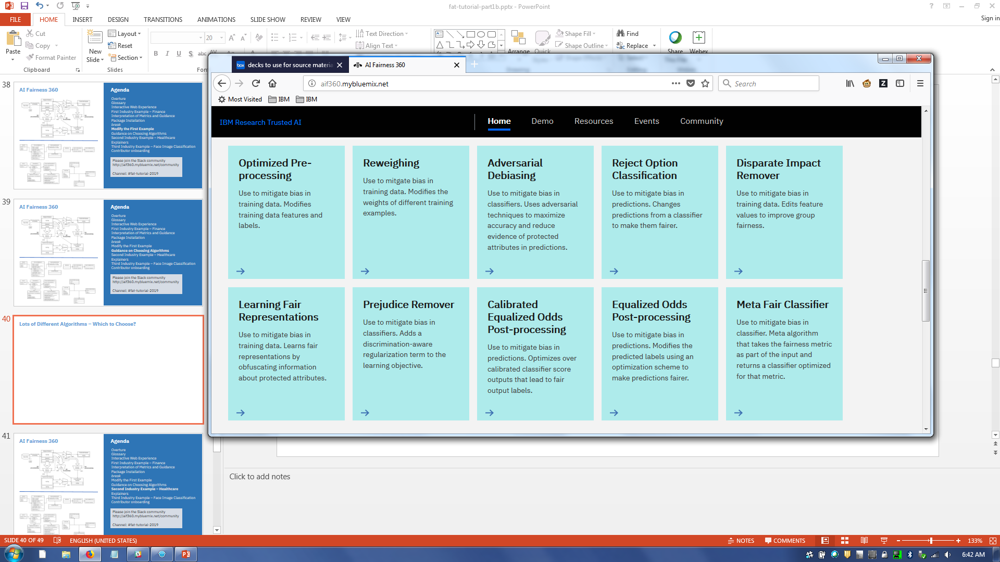 fat-tutorial-part1b.pptx - PowerPoint
FILE
HOME
INSERT
DESIGN
TRANSITIONS
ANIMATIONS
SLIDE SHOW
REVIEW
VIEW
Sign in
Paste
Cut
Copy
Format Painter
Clipboard
New
Slide
Layout
Reset
Section
Slides
20
B I U S abc
Font
Text Direction
Align Text
Arrange
Quick
Shape Fill
Shape Outline
Find
Replace
Share
Webex
38
AI Fairness 360
Agenda
Overture
Glossary
Interactive Web Experience
First Industry Example – Finance
Interpretation of Metrics and Guidance
Package Installation
break
Modify the First Example
Guidance on Choosing Algorithms
Second Industry Example – Healthcare
Explainers
Third Industry Example – Face Image Classification
Contributor onboarding
Please join the Slack community
http://aif360.mybluemix.net/community
Channel: #fat-tutorial-2019
39
AI Fairness 360
Agenda
Overture
Glossary
Interactive Web Experience
First Industry Example – Finance
Interpretation of Metrics and Guidance
Package Installation
break
Modify the First Example
Guidance on Choosing Algorithms
Second Industry Example – Healthcare
Explainers
Third Industry Example – Face Image Classification
Contributor onboarding
Please join the Slack community
http://aif360.mybluemix.net/community
Channel: #fat-tutorial-2019
40
Lots of Different Algorithms – Which to Choose?
41
AI Fairness 360
Agenda
Overture
Glossary
Interactive Web Experience
First Industry Example – Finance
Interpretation of Metrics and Guidance
Package Installation
break
Modify the First Example
Guidance on Choosing Algorithms
Second Industry Example – Healthcare
Explainers
Third Industry Example – Face Image Classification
Contributor onboarding
Please join the Slack community
http://aif360.mybluemix.net/community
Channel: #fat-tutorial-2019
box
decks to use for source materia
AI Fairness 360
aif360.mybluemix.net
Search
Most Visited
IBM
IBM
IBM Research Trusted AI
Home
Demo
Resources
Events
Community
Optimized Pre-
processing
Use to mitigate bias in
training data. Modifies
training data features and
labels.
Reweighing
Use to mitgate bias in
training data. Modifies the
weights of different training
examples.
Adversarial
Debiasing
Use to mitigate bias in
classifiers. Uses adversarial
techniques to maximize
accuracy and reduce
evidence of protected
attributes in predictions.
Reject Option
Classification
Use to mitigate bias in
predictions. Changes
predictions from a classifier
to make them fairer.
Disparate Impact
Remover
Use to mitigate bias in
training data. Edits feature
values to improve group
fairness.
Learning Fair
Representations
Use to mitigate bias in
training data. Learns fair
representations by
obfuscating information
about protected attributes.
Prejudice Remover
Use to mitigate bias in
classifiers. Adds a
discrimination-aware
regularization term to the
learning objective.
Calibrated
Equalized Odds
Post-processing
Use to mitigate bias in
predictions. Optimizes over
calibrated classifier score
outputs that lead to fair
output labels.
Equalized Odds
Post-processing
Use to mitigate bias in
predictions. Modifies the
predicted labels using an
optimization scheme to
make predictions fairer.
Meta Fair Classifier
Use to mitigate bias in
classifier. Meta algorithm
that takes the fairness metric
as part of the input and
returns a classifier optimized
for that metric.
Click to add notes
SLIDE 40 OF 49
ENGLISH (UNITED STATES)
NOTES
COMMENTS
133%
6:42 AM